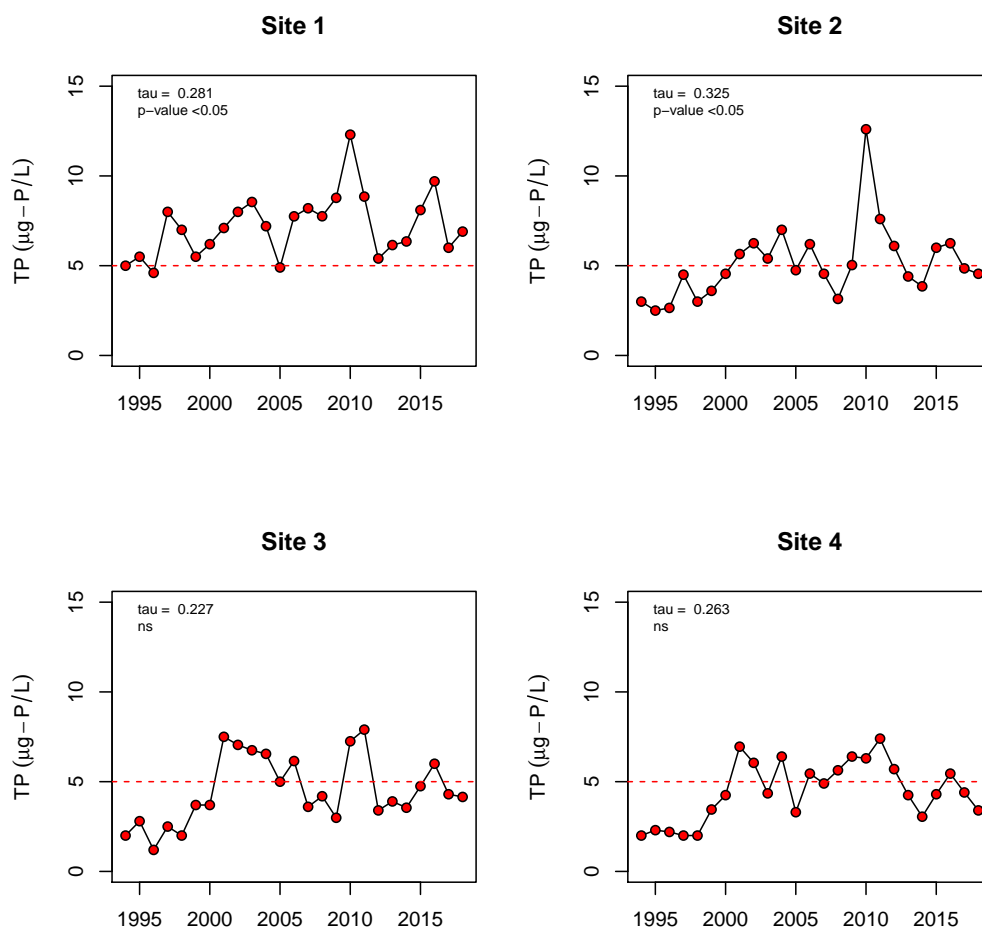 Site 1
tau = 0.281
p-value <0.05
TP (μg-P/L)
15
10
5
0
1995 2000 2005 2010 2015
Site 2
tau = 0.325
p-value <0.05
TP (μg-P/L)
15
10
5
0
1995 2000 2005 2010 2015
Site 3
tau = 0.227
ns
TP (μg-P/L)
15
10
5
0
1995 2000 2005 2010 2015
Site 4
tau = 0.263
ns
TP (μg-P/L)
15
10
5
0
1995 2000 2005 2010 2015